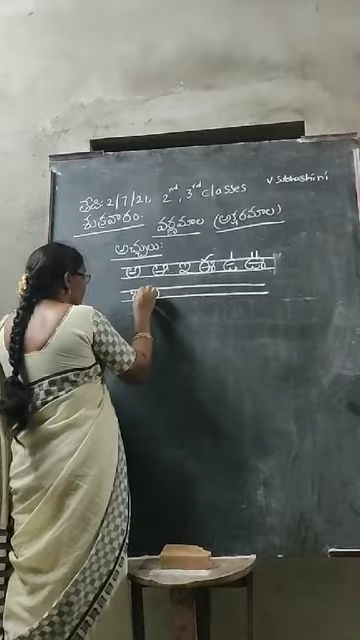 తేది: 2/7/21, 2nd, 3rd classes V Subhashini
శుక్రవారం. వర్ణమాల (అక్షరమాల)
అచ్చులు:
అ ఆ ఇ ఈ ఉ ఊ